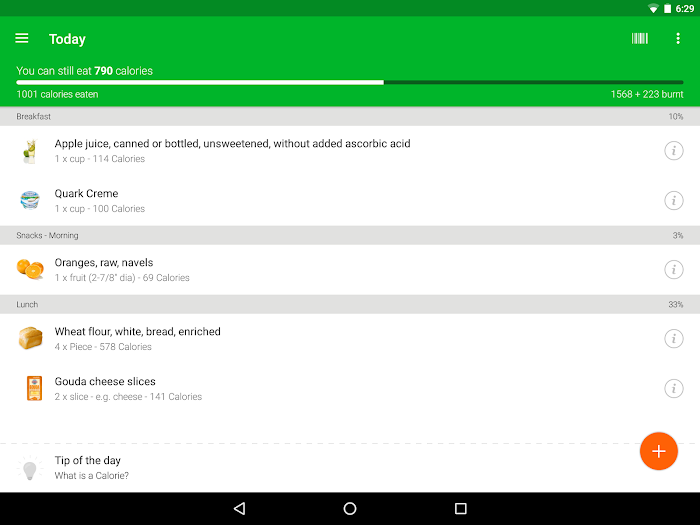 6:29
Today
You can still eat 790 calories
1001 calories eaten
1568 + 223 burnt
Breakfast
10%
Apple juice, canned or bottled, unsweetened, without added ascorbic acid
1 x cup - 114 Calories
Quark Creme
1 x cup - 100 Calories
Snacks - Morning
3%
Oranges, raw, navels
1 x fruit (2-7/8" dia) - 69 Calories
Lunch
33%
Wheat flour, white, bread, enriched
4 x Piece - 578 Calories
Gouda cheese slices
2 x slice - e.g. cheese - 141 Calories
Tip of the day
What is a Calorie?